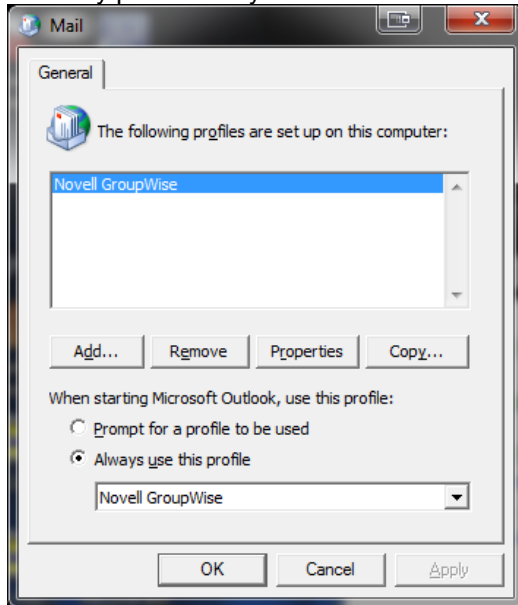 Mail
General
The following profiles are set up on this computer:
Novell GroupWise
Add...
Remove
Properties
Copy...
When starting Microsoft Outlook, use this profile:
Prompt for a profile to be used
Always use this profile
Novell GroupWise
OK
Cancel
Apply